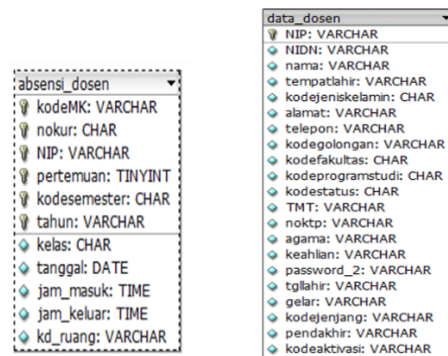 absensi_dosen
kodeMK: VARCHAR
nokur: CHAR
NIP: VARCHAR
pertemuan: TINYINT
kodesemester: CHAR
tahun: VARCHAR
kelas: CHAR
tanggal: DATE
jam_masuk: TIME
jam_keluar: TIME
kd_ruang: VARCHAR
data_dosen
NIP: VARCHAR
NIDN: VARCHAR
nama: VARCHAR
tempatlahir: VARCHAR
kodejeniskelamin: CHAR
alamat: VARCHAR
telepon: VARCHAR
kodegolongan: VARCHAR
kodefakultas: CHAR
kodeprogramstudi: CHAR
kodestatus: CHAR
TMT: VARCHAR
noktp: VARCHAR
agama: VARCHAR
keahlian: VARCHAR
password_2: VARCHAR
tgllahir: VARCHAR
gelar: VARCHAR
kodejenjang: VARCHAR
pendakhir: VARCHAR
kodeaktivasi: VARCHAR